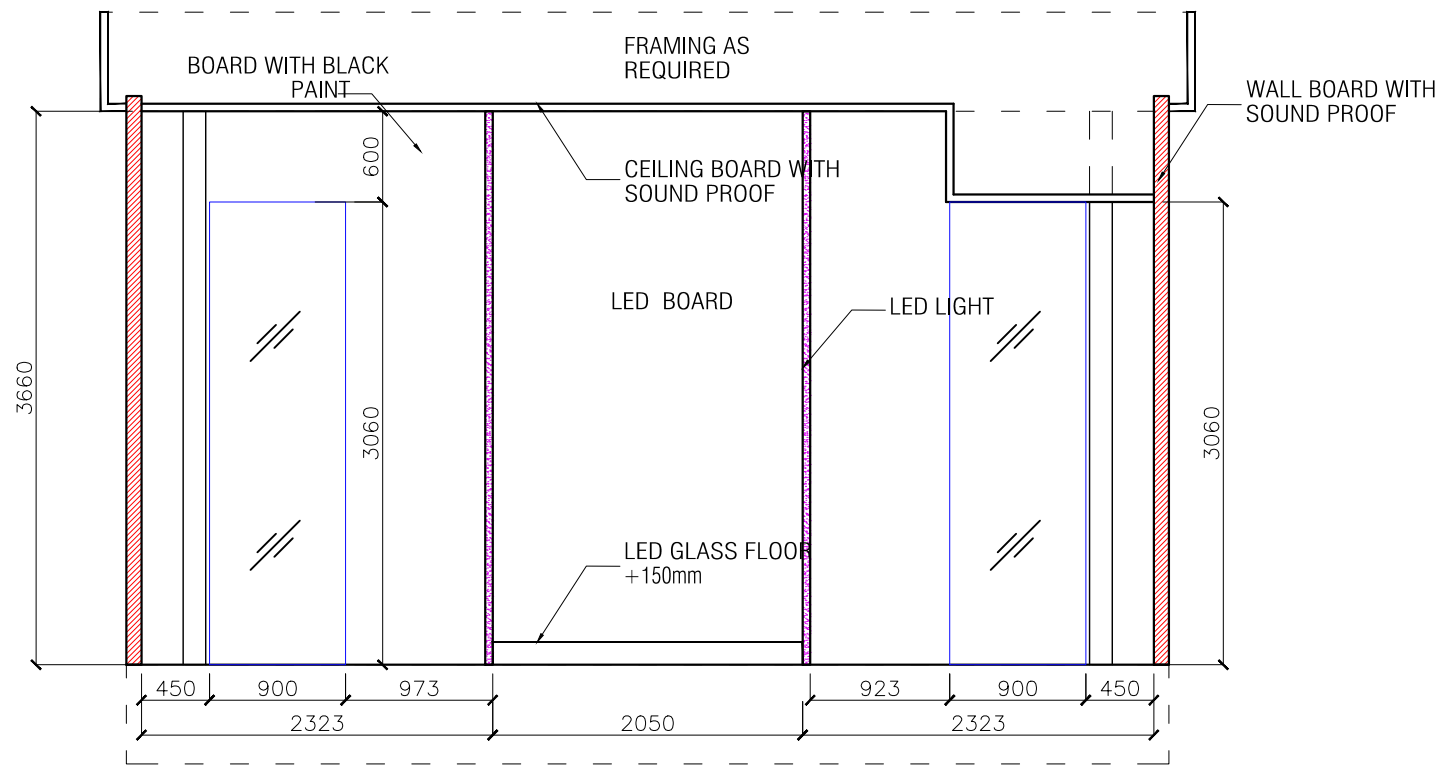 FRAMING AS
REQUIRED
BOARD WITH BLACK
PAINT
WALL BOARD WITH
SOUND PROOF
600
CEILING BOARD WITH
SOUND PROOF
LED BOARD
LED LIGHT
3660
3060
3060
LED GLASS FLOOR
+150mm
450
900
973
923
900
450
2323
2050
2323